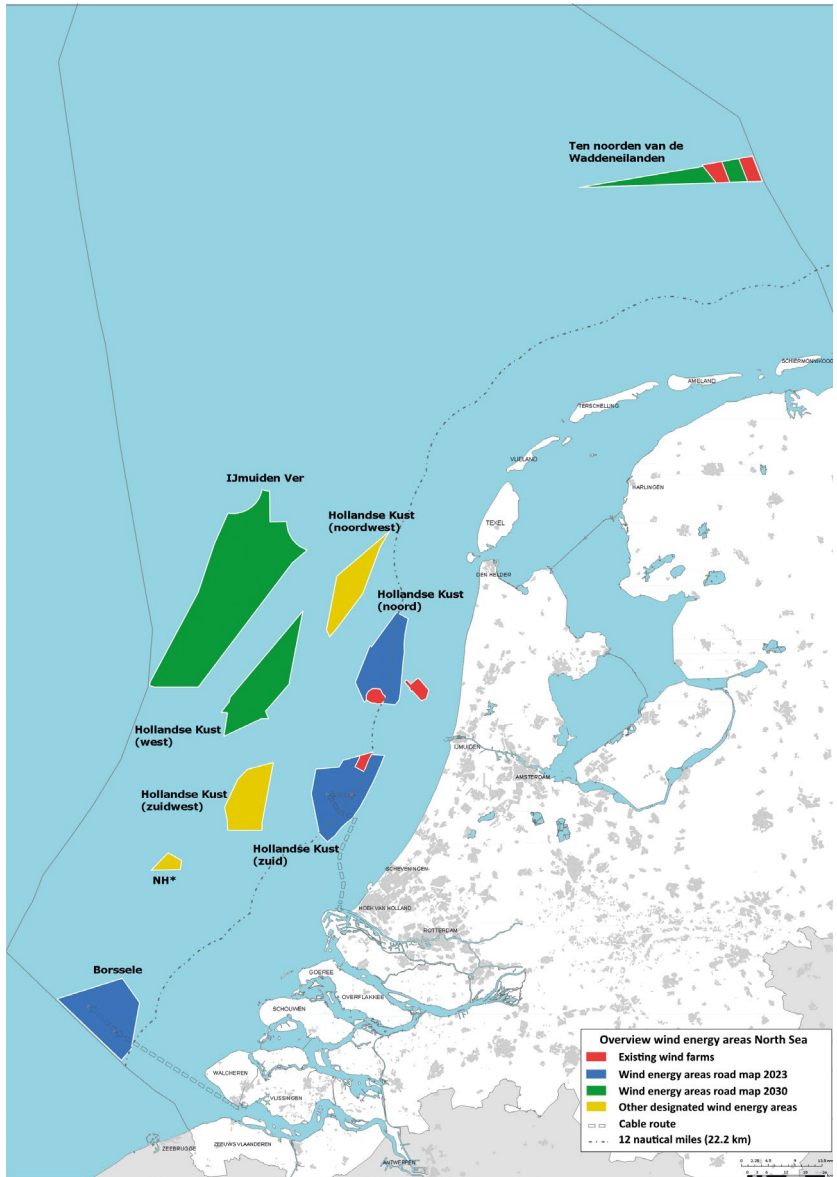 Ten noorden van de
Waddeneilanden
SCHIERMONNIKOOG
AMELAND
TERSCHELLING
VLIELAND
HARLINGEN
TEXEL
DEN HELDER
IJmuiden Ver
Hollandse Kust
(noordwest)
Hollandse Kust
(noord)
Hollandse Kust
(west)
IJMUIDEN
AMSTERDAM
Hollandse Kust
(zuidwest)
Hollandse Kust
(zuid)
NH*
SCHEVENINGEN
HOEK VAN HOLLAND
ROTTERDAM
Borssele
GOEREE
OVERFLAKKEE
SCHOUWEN
WALCHEREN
VLISSINGEN
ZEEUWS VLAANDEREN
ZEEBRUGGE
ANTWERPEN
Overview wind energy areas North Sea
Existing wind farms
Wind energy areas road map 2023
Wind energy areas road map 2030
Other designated wind energy areas
Cable route
12 nautical miles (22.2 km)